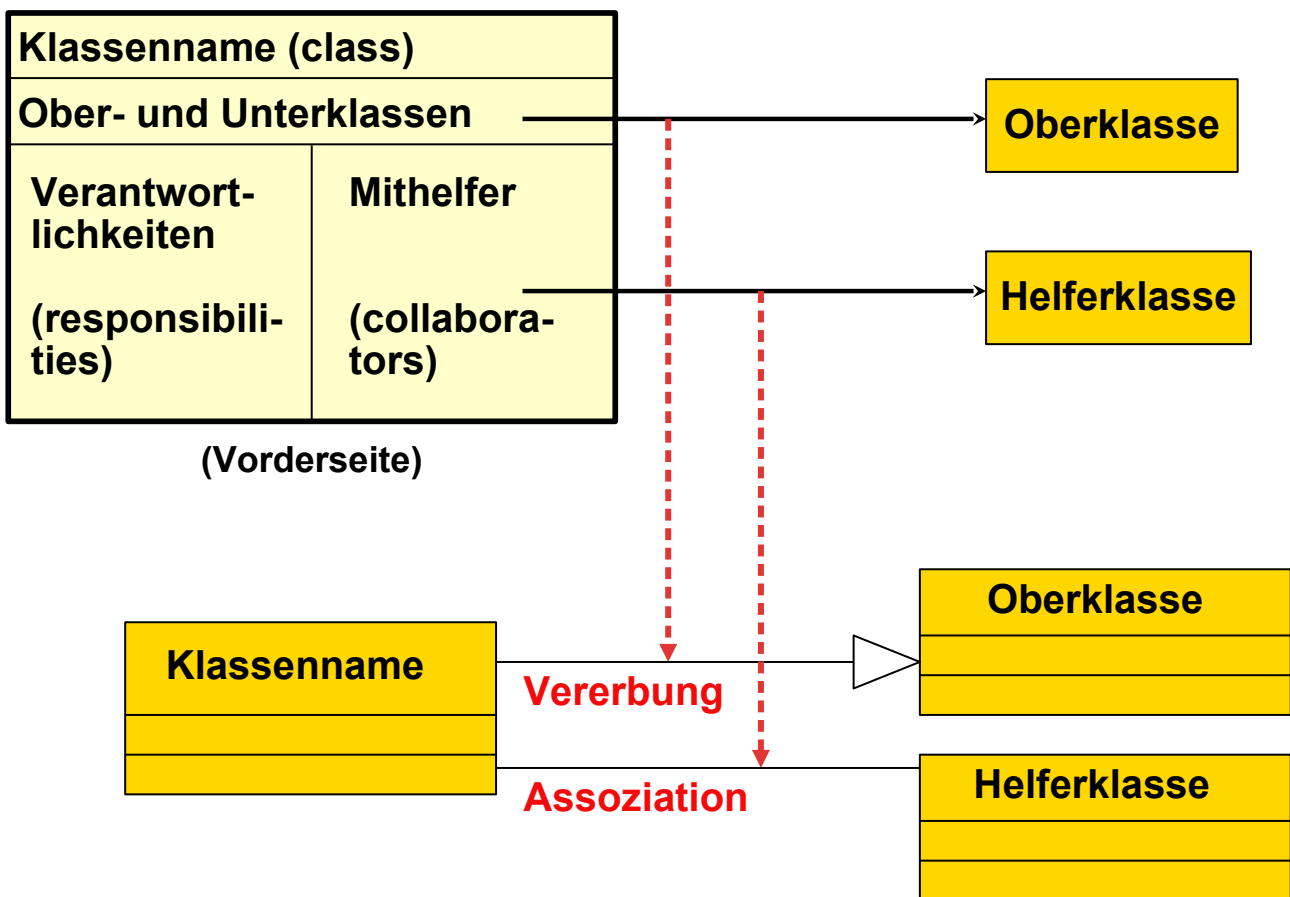 Klassenname (class)
Ober- und Unterklassen
Oberklasse
Verantwort-
lichkeiten
(responsibili-
ties)
Mithelfer
(collabora-
tors)
Helferklasse
(Vorderseite)
Klassenname
Vererbung
Assoziation
Oberklasse
Helferklasse